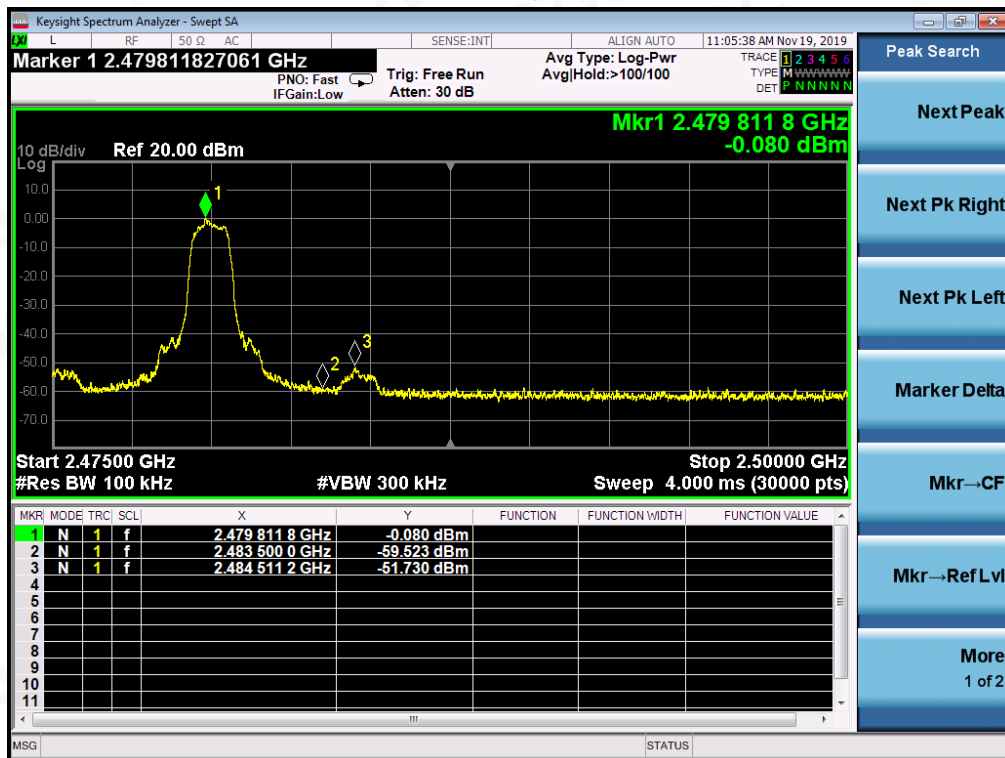 Keysight Spectrum Analyzer - Swept SA
LXI L RF 50 Ω AC SENSE:INT ALIGN AUTO 11:05:38 AM Nov 19, 2019
Marker 1 2.479811827061 GHz
PNO: Fast
IFGain:Low
Trig: Free Run
Atten: 30 dB
Avg Type: Log-Pwr
Avg|Hold:>100/100
TRACE 1 2 3 4 5 6
TYPE M W W W W W
DET P N N N N N
Mkr1 2.479 811 8 GHz
-0.080 dBm
10 dB/div Ref 20.00 dBm
Log
10.0
0.00
-10.0
-20.0
-30.0
-40.0
-50.0
-60.0
-70.0
1
2
3
Start 2.47500 GHz Stop 2.50000 GHz
#Res BW 100 kHz #VBW 300 kHz Sweep 4.000 ms (30000 pts)
MKR MODE TRC SCL X Y FUNCTION FUNCTION WIDTH FUNCTION VALUE
1 N 1 f 2.479 811 8 GHz -0.080 dBm
2 N 1 f 2.483 500 0 GHz -59.523 dBm
3 N 1 f 2.484 511 2 GHz -51.730 dBm
4
5
6
7
8
9
10
11
MSG STATUS
Peak Search
Next Peak
Next Pk Right
Next Pk Left
Marker Delta
Mkr→CF
Mkr→Ref Lvl
More
1 of 2